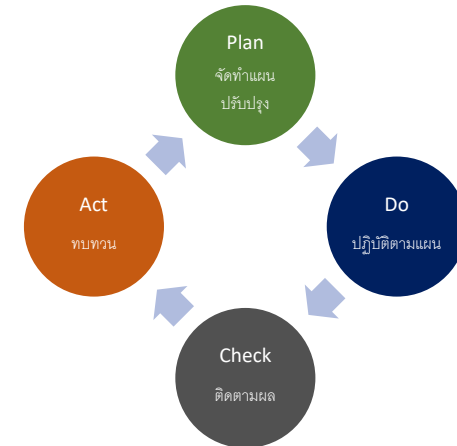 Plan
จัดทำแผน
ปรับปรุง
Do
ปฏิบัติตามแผน
Check
ติดตามผล
Act
ทบทวน